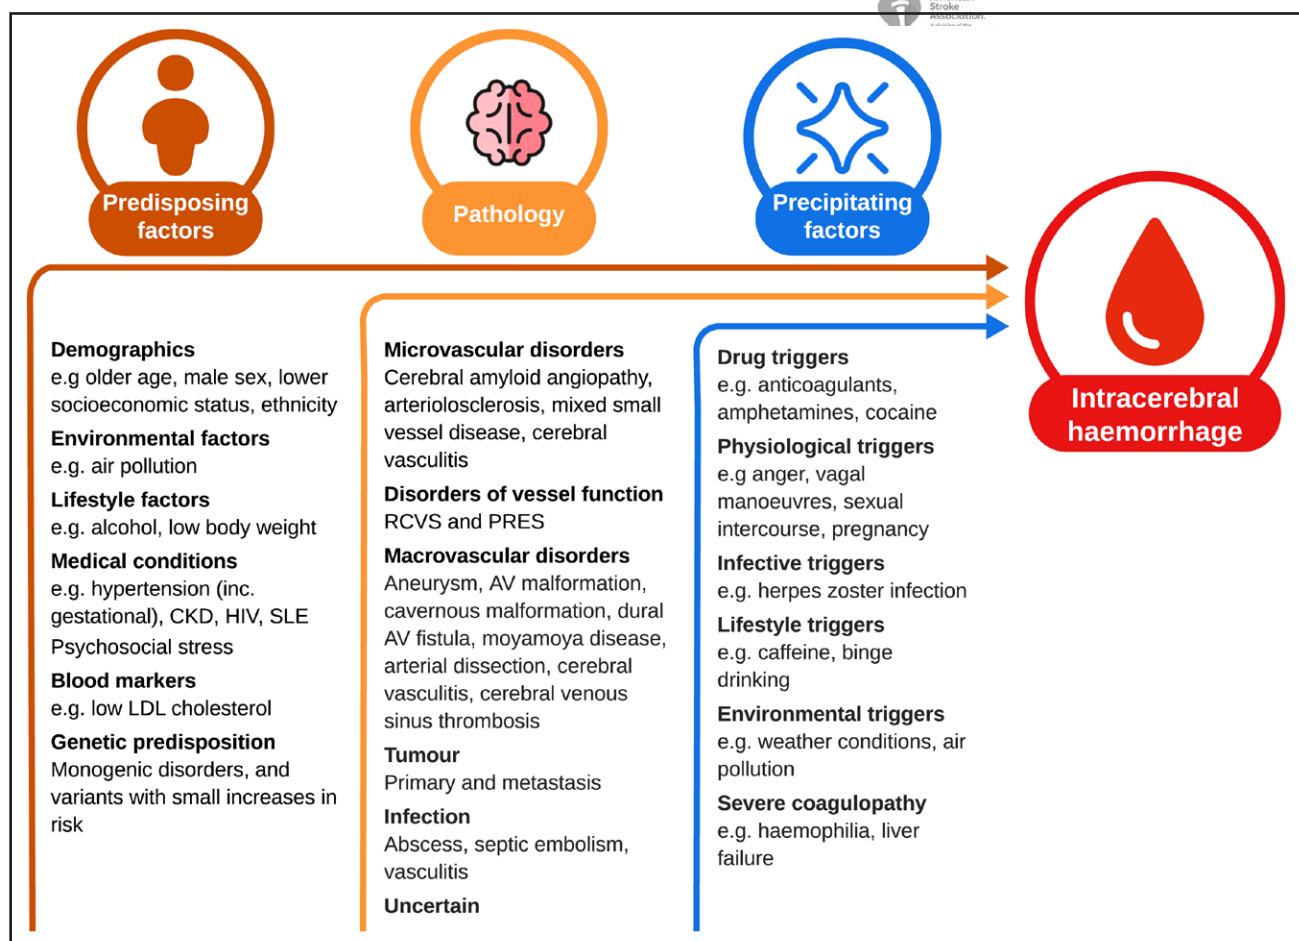 Stroke
Association.
Predisposing
factors
Pathology
Precipitating
factors
Intracerebral
haemorrhage
Demographics
e.g older age, male sex, lower
socioeconomic status, ethnicity
Environmental factors
e.g. air pollution
Lifestyle factors
e.g. alcohol, low body weight
Medical conditions
e.g. hypertension (inc.
gestational), CKD, HIV, SLE
Psychosocial stress
Blood markers
e.g. low LDL cholesterol
Genetic predisposition
Monogenic disorders, and
variants with small increases in
risk
Microvascular disorders
Cerebral amyloid angiopathy,
arteriolosclerosis, mixed small
vessel disease, cerebral
vasculitis
Disorders of vessel function
RCVS and PRES
Macrovascular disorders
Aneurysm, AV malformation,
cavernous malformation, dural
AV fistula, moyamoya disease,
arterial dissection, cerebral
vasculitis, cerebral venous
sinus thrombosis
Tumour
Primary and metastasis
Infection
Abscess, septic embolism,
vasculitis
Uncertain
Drug triggers
e.g. anticoagulants,
amphetamines, cocaine
Physiological triggers
e.g anger, vagal
manoeuvres, sexual
intercourse, pregnancy
Infective triggers
e.g. herpes zoster infection
Lifestyle triggers
e.g. caffeine, binge
drinking
Environmental triggers
e.g. weather conditions, air
pollution
Severe coagulopathy
e.g. haemophilia, liver
failure